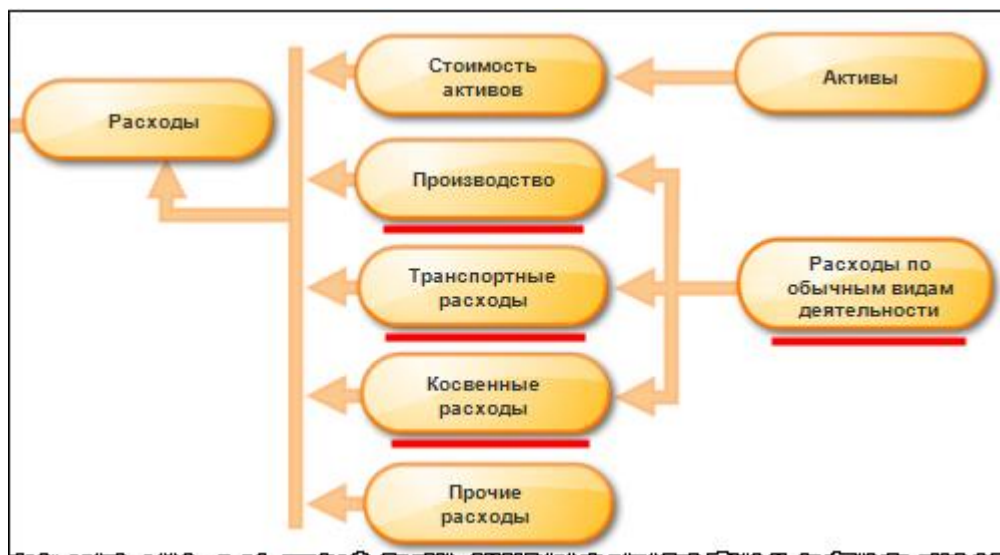 Стоимость
активов
Активы
Расходы
Производство
Транспортные
расходы
Расходы по
обычным видам
деятельности
Косвенные
расходы
Прочие
расходы